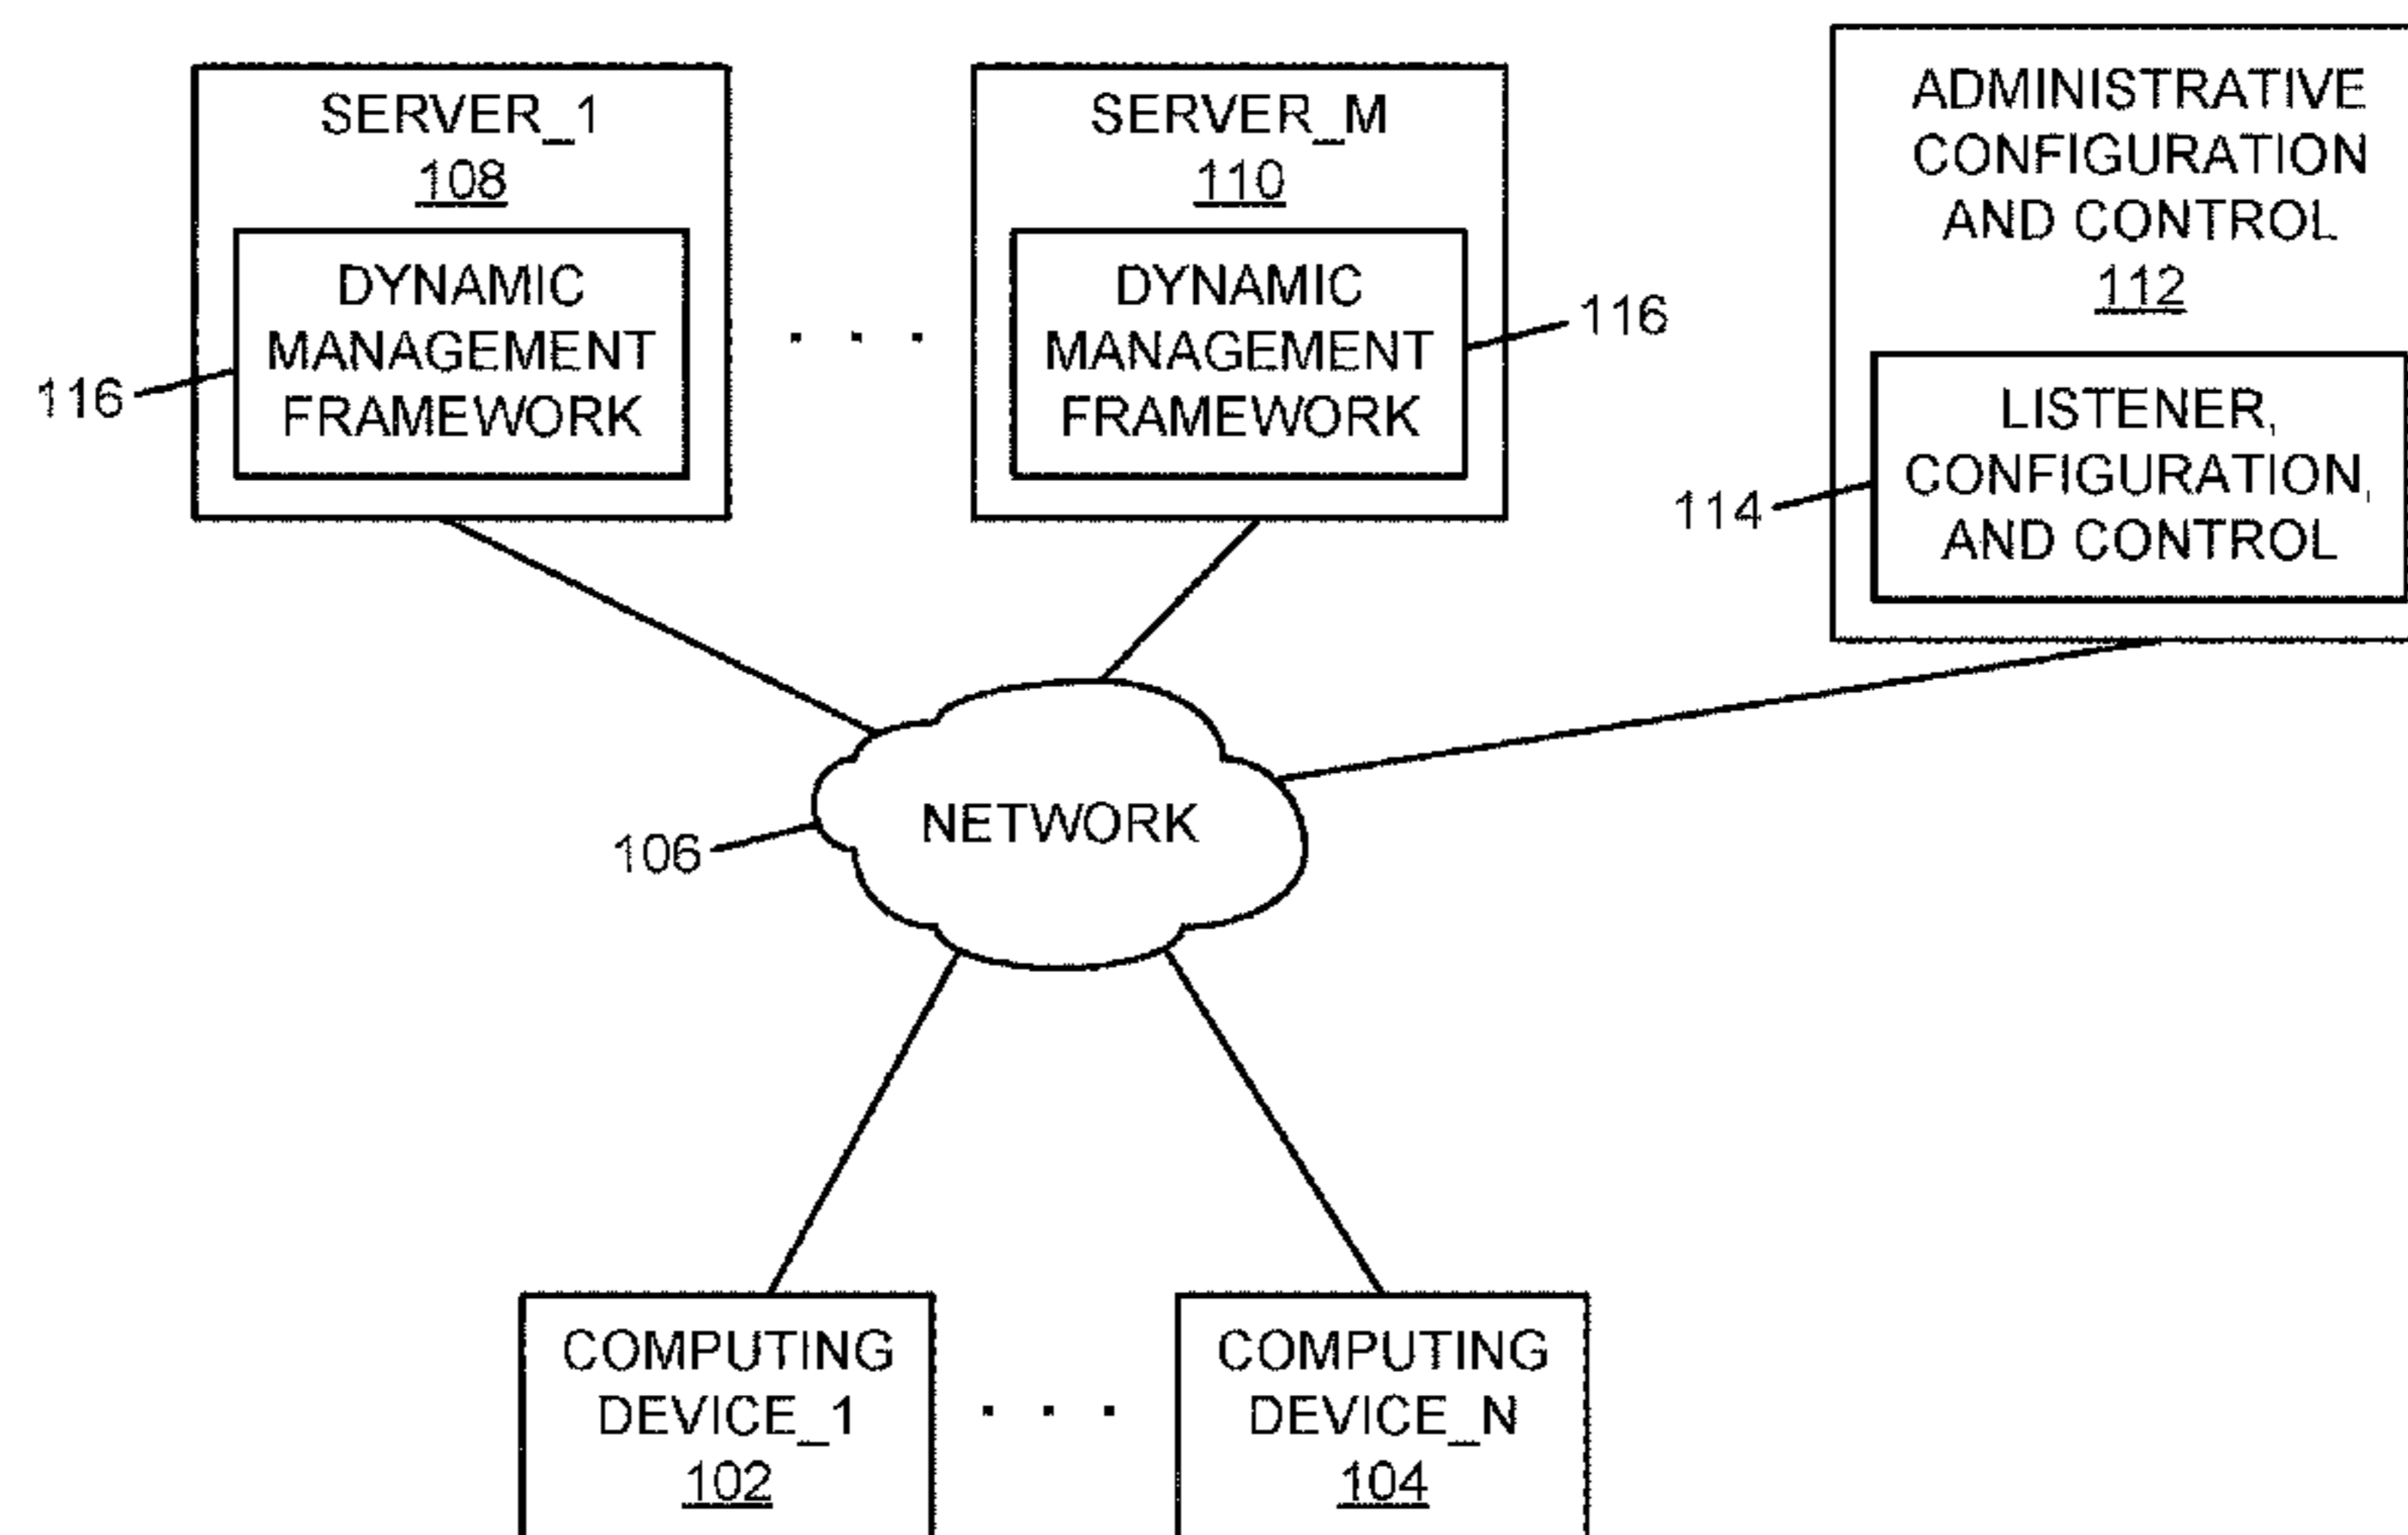 SERVER_1
108
DYNAMIC
MANAGEMENT
FRAMEWORK
116
. . .
SERVER_M
110
DYNAMIC
MANAGEMENT
FRAMEWORK
116
ADMINISTRATIVE
CONFIGURATION
AND CONTROL
112
LISTENER,
CONFIGURATION,
AND CONTROL
114
NETWORK
106
COMPUTING
DEVICE_1
102
. . .
COMPUTING
DEVICE_N
104